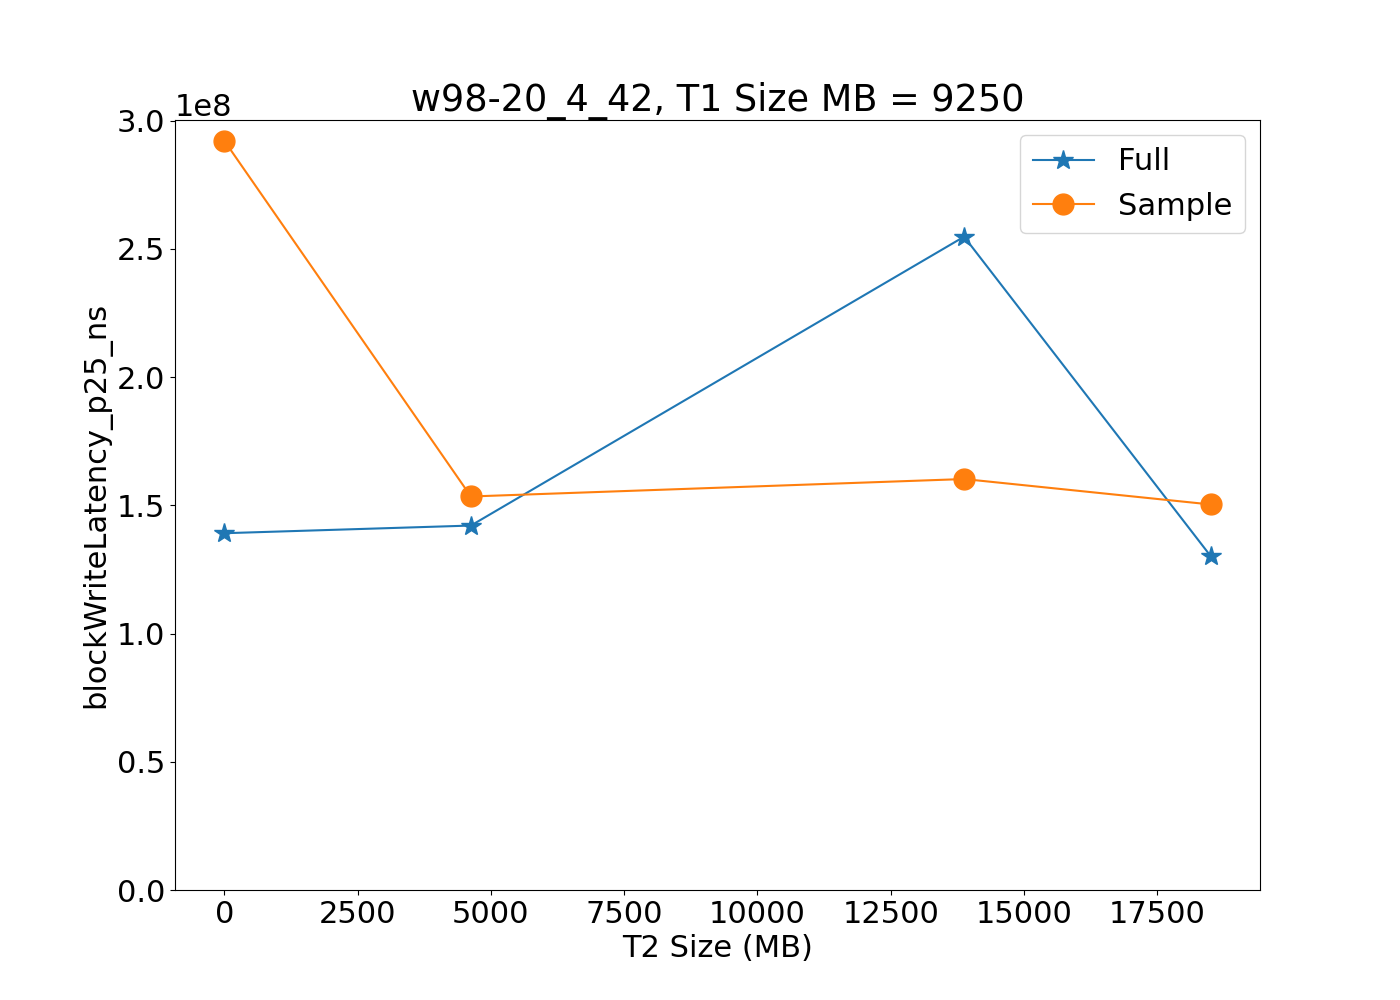 w98-20_4_42, T1 Size MB = 9250
1e8
3.0
2.5
2.0
1.5
1.0
0.5
0.0
blockWriteLatency_p25_ns
Full
Sample
0 2500 5000 7500 10000 12500 15000 17500
T2 Size (MB)